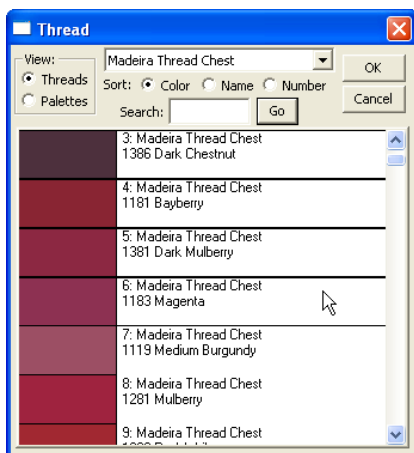 Thread
View:
Threads
Palettes
Madeira Thread Chest
Sort: Color Name Number
Search: Go
OK
Cancel
3: Madeira Thread Chest
1386 Dark Chestnut
4: Madeira Thread Chest
1181 Bayberry
5: Madeira Thread Chest
1381 Dark Mulberry
6: Madeira Thread Chest
1183 Magenta
7: Madeira Thread Chest
1119 Medium Burgundy
8: Madeira Thread Chest
1281 Mulberry
9: Madeira Thread Chest